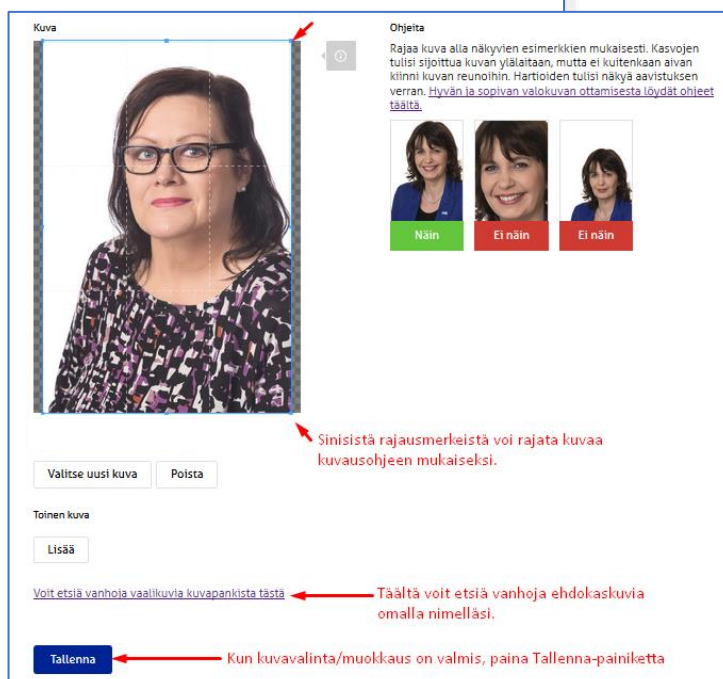 Kuva
Ohjeita
Rajaa kuva alla näkyvien esimerkkien mukaisesti. Kasvojen
tulisi sijoittua kuvan ylälaitaan, mutta ei kuitenkaan aivan
kiinni kuvan reunoihin. Hartioiden tulisi näkyä aavistuksen
verran. Hyvän ja sopivan valokuvan ottamisesta löydät ohjeet
täältä.
Näin
Ei näin
Ei näin
Sinisistä rajausmerkeistä voi rajata kuvaa
kuvausohjeen mukaiseksi.
Valitse uusi kuva
Poista
Toinen kuva
Lisää
Voit etsiä vanhoja vaalikuvia kuvapankista tästä
Täältä voit etsiä vanhoja ehdokaskuvia
omalla nimelläsi.
Tallenna
Kun kuvavalinta/muokkaus on valmis, paina Tallenna-painiketta